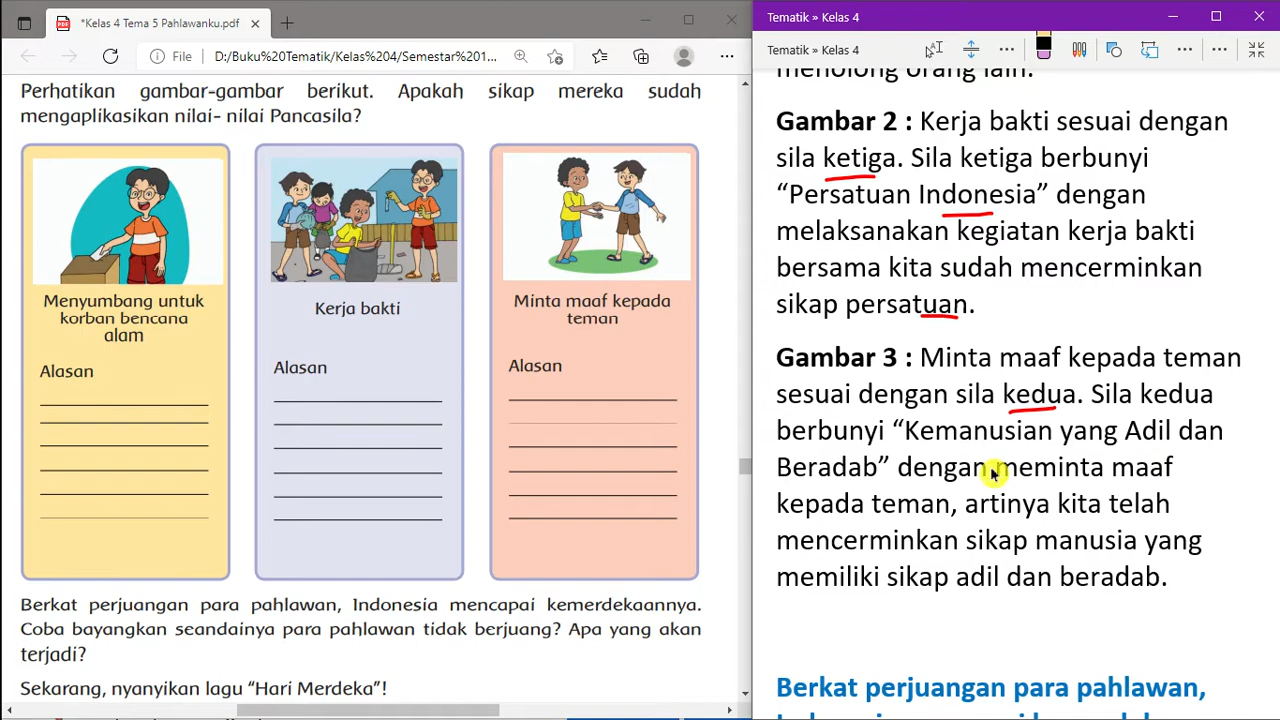 *Kelas 4 Tema 5 Pahlawanku.pdf
File
D:/Buku%20Tematik/Kelas%204/Semestar%201...
Perhatikan gambar-gambar berikut. Apakah sikap mereka sudah
mengaplikasikan nilai- nilai Pancasila?
Menyumbang untuk
korban bencana
alam
Alasan
Kerja bakti
Alasan
Minta maaf kepada
teman
Alasan
Berkat perjuangan para pahlawan, Indonesia mencapai kemerdekaannya.
Coba bayangkan seandainya para pahlawan tidak berjuang? Apa yang akan
terjadi?
Sekarang, nyanyikan lagu “Hari Merdeka”!
Tematik » Kelas 4
Tematik » Kelas 4
menolong orang lain.
Gambar 2 : Kerja bakti sesuai dengan
sila ketiga. Sila ketiga berbunyi
“Persatuan Indonesia” dengan
melaksanakan kegiatan kerja bakti
bersama kita sudah mencerminkan
sikap persatuan.
Gambar 3 : Minta maaf kepada teman
sesuai dengan sila kedua. Sila kedua
berbunyi “Kemanusian yang Adil dan
Beradab” dengan meminta maaf
kepada teman, artinya kita telah
mencerminkan sikap manusia yang
memiliki sikap adil dan beradab.
Berkat perjuangan para pahlawan,